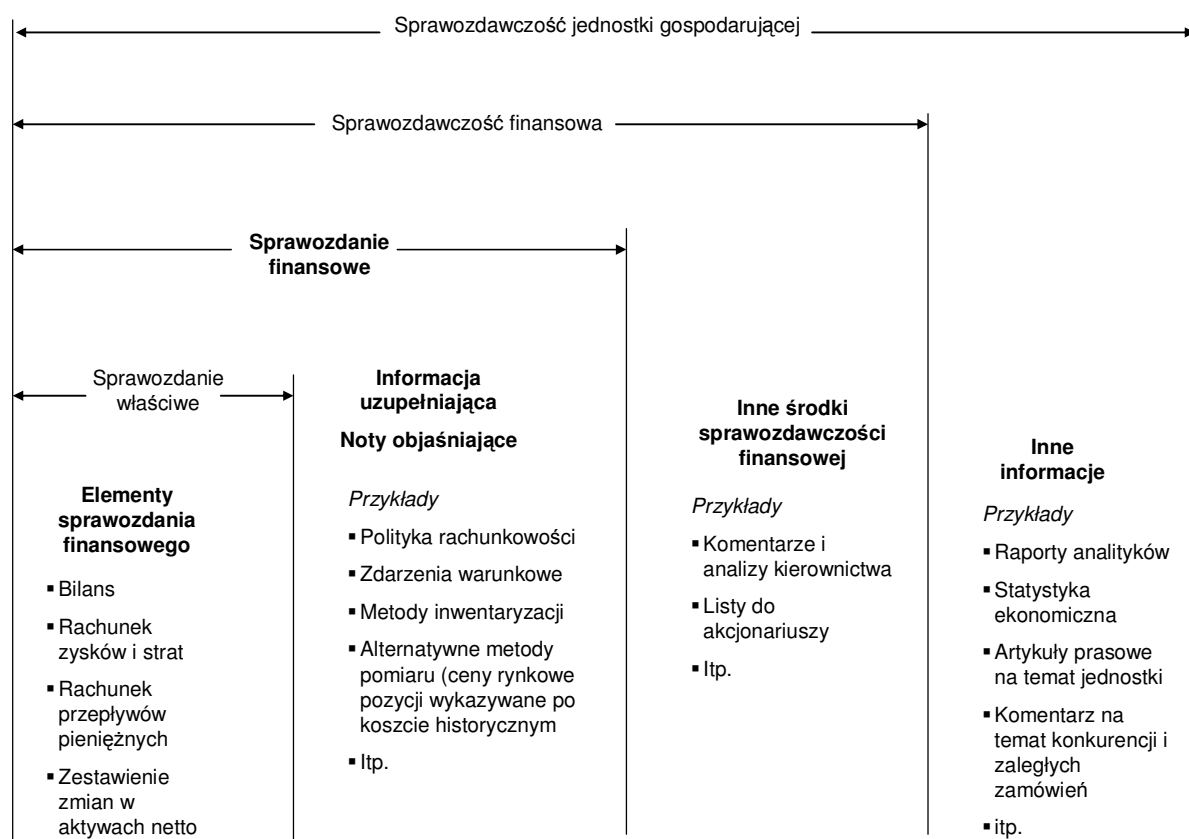 Sprawozdawczość jednostki gospodarującej
Sprawozdawczość finansowa
Sprawozdanie
finansowe
Sprawozdanie
właściwe
Elementy
sprawozdania
finansowego
▪ Bilans
▪ Rachunek
zysków i strat
▪ Rachunek
przepływów
pieniężnych
▪ Zestawienie
zmian w
aktywach netto
Informacja
uzupełniająca
Noty objaśniające
Przykłady
▪ Polityka rachunkowości
▪ Zdarzenia warunkowe
▪ Metody inwentaryzacji
▪ Alternatywne metody
pomiaru (ceny rynkowe
pozycji wykazywane po
koszcie historycznym
▪ Itp.
Inne środki
sprawozdawczości
finansowej
Przykłady
▪ Komentarze i
analizy kierownictwa
▪ Listy do
akcjonariuszy
▪ Itp.
Inne
informacje
Przykłady
▪ Raporty analityków
▪ Statystyka
ekonomiczna
▪ Artykuły prasowe
na temat jednostki
▪ Komentarz na
temat konkurencji i
zaległych
zamówień
▪ itp.